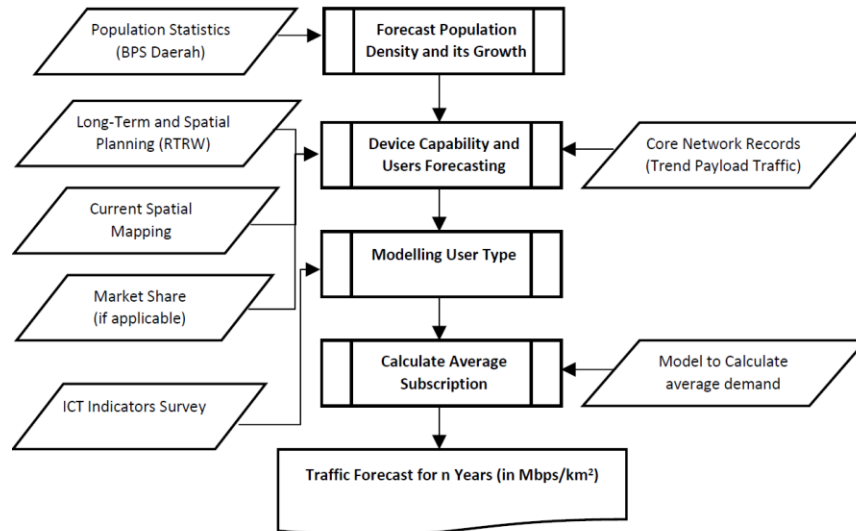 Population Statistics
(BPS Daerah)
Forecast Population
Density and its Growth
Long-Term and Spatial
Planning (RTRW)
Device Capability and
Users Forecasting
Core Network Records
(Trend Payload Traffic)
Current Spatial
Mapping
Modelling User Type
Market Share
(if applicable)
Calculate Average
Subscription
Model to Calculate
average demand
ICT Indicators Survey
Traffic Forecast for n Years (in Mbps/km²)